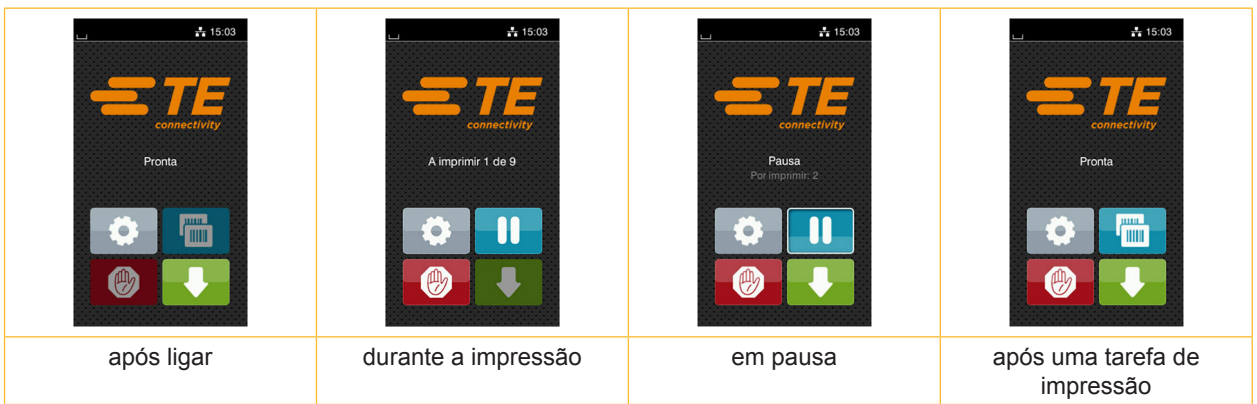 15:03
TE
connectivity
Pronta
após ligar
15:03
TE
connectivity
A imprimir 1 de 9
durante a impressão
15:03
TE
connectivity
Pausa
Por imprimir: 2
em pausa
15:03
TE
connectivity
Pronta
após uma tarefa de
impressão